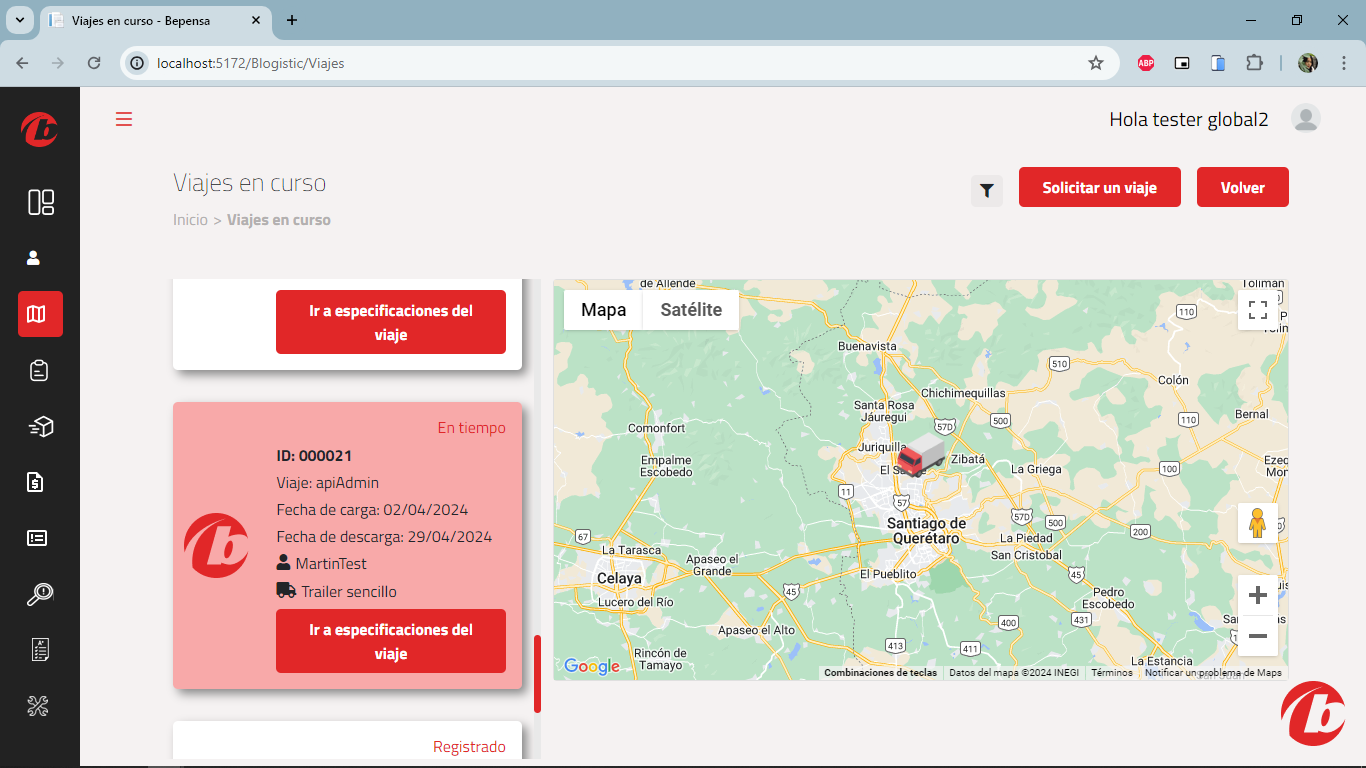 Viajes en curso - Bepensa
localhost:5172/Blogistic/Viajes
ABP
b
Hola tester global2
Viajes en curso
Inicio > Viajes en curso
Solicitar un viaje
Volver
Ir a especificaciones del
viaje
En tiempo
ID: 000021
Viaje: apiAdmin
Fecha de carga: 02/04/2024
Fecha de descarga: 29/04/2024
MartinTest
b
Trailer sencillo
Ir a especificaciones del
viaje
Registrado
Mapa
Satélite
de Allende
Toliman
110
Buenavista
510
Colón
Chichimequillas
Santa Rosa
Jáuregui
Bernal
110
500
57D
Comonfort
Juriquilla
Zibatá
Empalme
Escobedo
La Griega
100
11
57
57D
500
Santiago de
Querétaro
200
La Piedad
San Cristobal
67
La Tarasca
Apaseo el
Grande
Celaya
El Pueblito
45
45
Pedro
Escobedo
Lucero del Río
400
431
Apaseo el Alto
413
411
Rincón de
Tamayo
La Estancia
Google
Combinaciones de teclas
Datos del mapa ©2024 INEGI
Términos
Notificar un problema de Maps
b